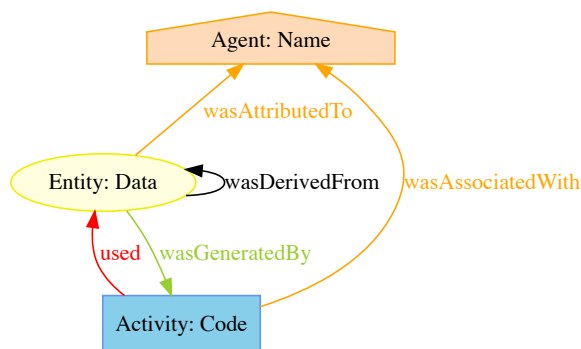 Agent: Name
wasAttributedTo
Entity: Data
wasDerivedFrom
wasAssociatedWith
used
wasGeneratedBy
Activity: Code